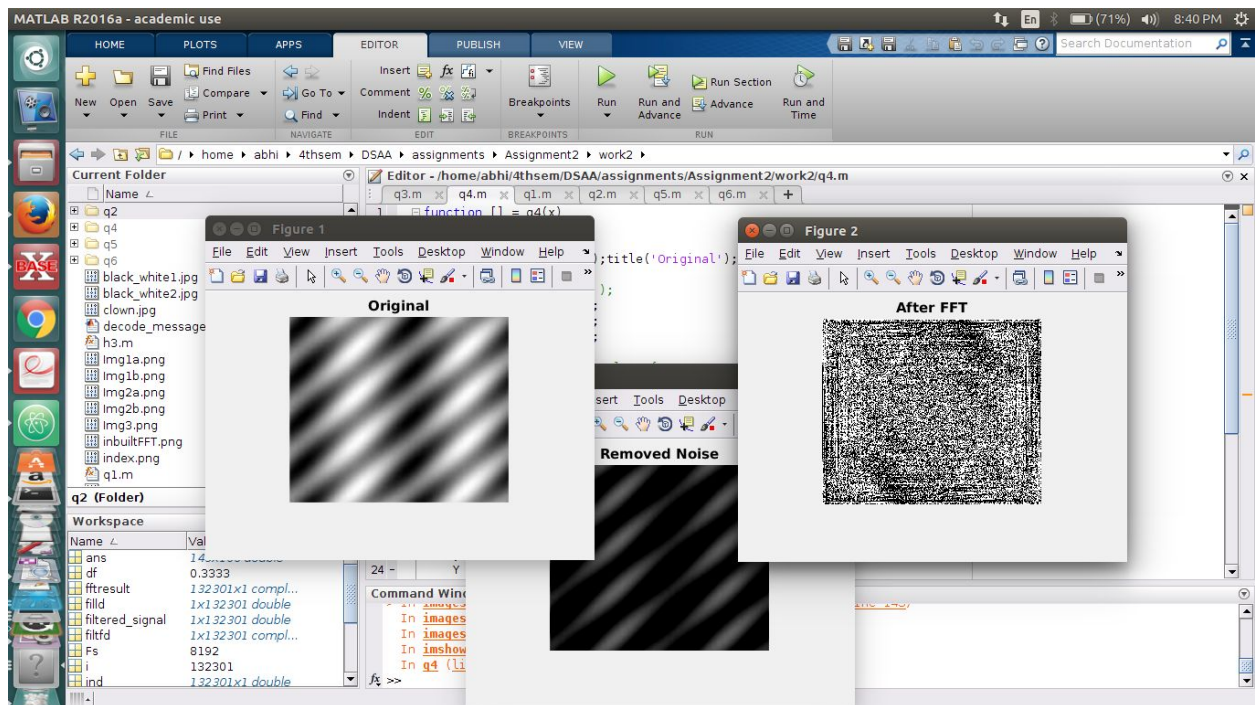 MATLAB R2016a - academic use
En
(71%)
8:40 PM
HOME PLOTS APPS EDITOR PUBLISH VIEW
Search Documentation
New Open Save
Find Files
Compare
Print
Go To
Find
Insert fx
Comment
Indent
Breakpoints
Run
Run and Advance
Run Section
Advance
Run and Time
FILE NAVIGATE EDIT BREAKPOINTS RUN
/ home abhi 4thsem DSAA assignments Assignment2 work2
Current Folder
Name
q2
q4
q5
q6
black_white1.jpg
black_white2.jpg
clown.jpg
decode_message
h3.m
Img1a.png
Img1b.png
Img2a.png
Img2b.png
Img3.png
inbuiltFFT.png
index.png
q1.m
q2 (Folder)
Workspace
Name
ans
df 0.3333
fftresult 132301x1 compl...
filld 1x132301 double
filtered_signal 1x132301 double
filtfd 1x132301 compl...
Fs 8192
i 132301
ind 132301x1 double
Editor - /home/abhi/4thsem/DSAA/assignments/Assignment2/work2/q4.m
q3.m q4.m q1.m q2.m q5.m q6.m +
1 function [] = q4(x)
);title('Original');
);
24 - Y
Figure 1
File Edit View Insert Tools Desktop Window Help
Original
Figure 2
File Edit View Insert Tools Desktop Window Help
After FFT
sert Tools Desktop
Removed Noise
Command Wind
In images
In images
In imshow
In q4 (li
fx >>